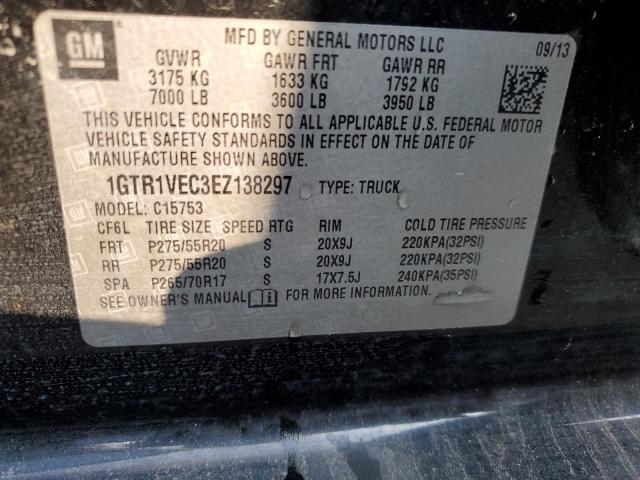 GM
MFD BY GENERAL MOTORS LLC 09/13
GVWR GAWR FRT GAWR RR
3175 KG 1633 KG 1792 KG
7000 LB 3600 LB 3950 LB
THIS VEHICLE CONFORMS TO ALL APPLICABLE U.S. FEDERAL MOTOR
VEHICLE SAFETY STANDARDS IN EFFECT ON THE DATE OF
MANUFACTURE SHOWN ABOVE.
1GTR1VEC3EZ138297 TYPE: TRUCK
MODEL: C15753
CF6L TIRE SIZE SPEED RTG RIM COLD TIRE PRESSURE
FRT P275/55R20 S 20X9J 220KPA(32PSI)
RR P275/55R20 S 20X9J 220KPA(32PSI)
SPA P265/70R17 S 17X7.5J 240KPA(35PSI)
SEE OWNER'S MANUAL FOR MORE INFORMATION.